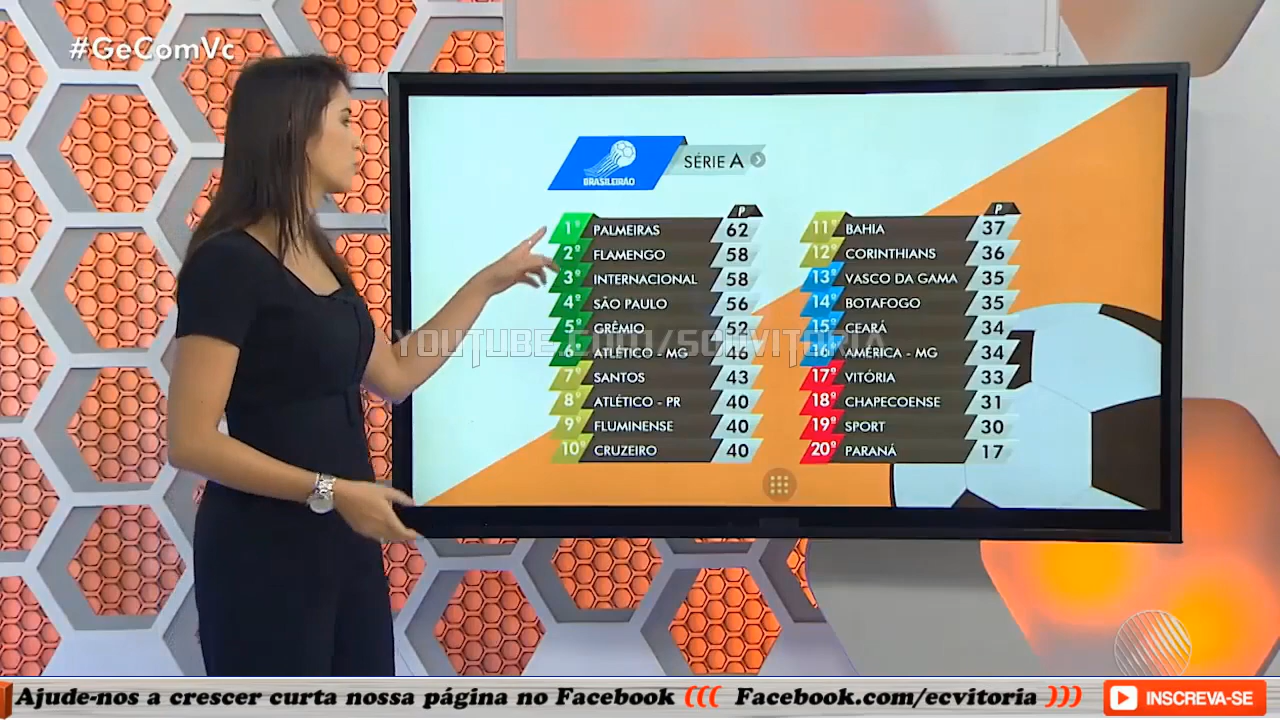 #GeComVc
BRASILEIRÃO
SÉRIE A
P
1º PALMEIRAS 62
2º FLAMENGO 58
3º INTERNACIONAL 58
4º SÃO PAULO 56
5º GRÊMIO 52
6º ATLÉTICO - MG 46
7º SANTOS 43
8º ATLÉTICO - PR 40
9º FLUMINENSE 40
10º CRUZEIRO 40
P
11º BAHIA 37
12º CORINTHIANS 36
13º VASCO DA GAMA 35
14º BOTAFOGO 35
15º CEARÁ 34
16º AMÉRICA - MG 34
17º VITÓRIA 33
18º CHAPECOENSE 31
19º SPORT 30
20º PARANÁ 17
Ajude-nos a crescer curta nossa página no Facebook ((( Facebook.com/ecvitoria )))
INSCREVA-SE